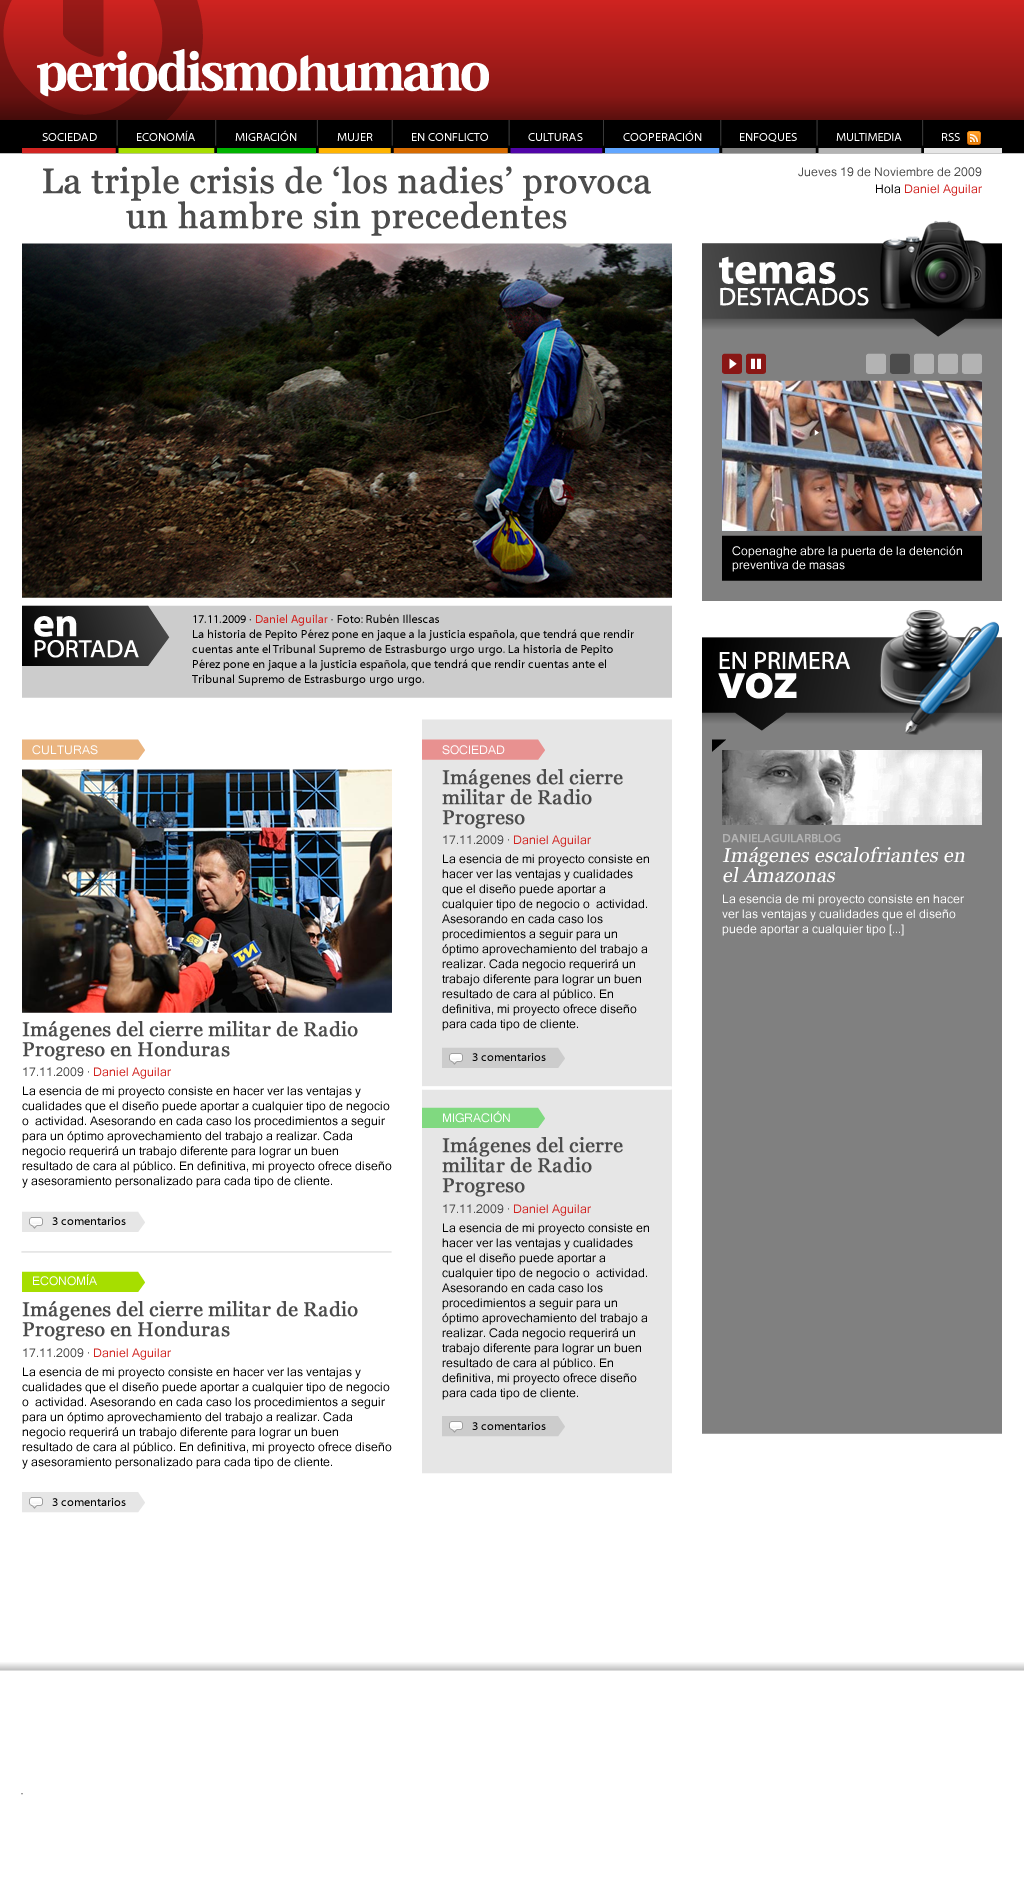 periodismohumano
SOCIEDAD
ECONOMÍA
MIGRACIÓN
MUJER
EN CONFLICTO
CULTURAS
COOPERACIÓN
ENFOQUES
MULTIMEDIA
RSS
La triple crisis de ‘los nadies’ provoca
un hambre sin precedentes
Jueves 19 de Noviembre de 2009
Hola Daniel Aguilar
en
PORTADA
17.11.2009 · Daniel Aguilar · Foto: Rubén Illescas
La historia de Pepito Pérez pone en jaque a la justicia española, que tendrá que rendir
cuentas ante el Tribunal Supremo de Estrasburgo urgo urgo. La historia de Pepito
Pérez pone en jaque a la justicia española, que tendrá que rendir cuentas ante el
Tribunal Supremo de Estrasburgo urgo urgo.
CULTURAS
Imágenes del cierre militar de Radio
Progreso en Honduras
17.11.2009 · Daniel Aguilar
La esencia de mi proyecto consiste en hacer ver las ventajas y
cualidades que el diseño puede aportar a cualquier tipo de negocio
o  actividad. Asesorando en cada caso los procedimientos a seguir
para un óptimo aprovechamiento del trabajo a realizar. Cada
negocio requerirá un trabajo diferente para lograr un buen
resultado de cara al público. En definitiva, mi proyecto ofrece diseño
y asesoramiento personalizado para cada tipo de cliente.
3 comentarios
ECONOMÍA
Imágenes del cierre militar de Radio
Progreso en Honduras
17.11.2009 · Daniel Aguilar
La esencia de mi proyecto consiste en hacer ver las ventajas y
cualidades que el diseño puede aportar a cualquier tipo de negocio
o  actividad. Asesorando en cada caso los procedimientos a seguir
para un óptimo aprovechamiento del trabajo a realizar. Cada
negocio requerirá un trabajo diferente para lograr un buen
resultado de cara al público. En definitiva, mi proyecto ofrece diseño
y asesoramiento personalizado para cada tipo de cliente.
3 comentarios
SOCIEDAD
Imágenes del cierre
militar de Radio
Progreso
17.11.2009 · Daniel Aguilar
La esencia de mi proyecto consiste en
hacer ver las ventajas y cualidades
que el diseño puede aportar a
cualquier tipo de negocio o  actividad.
Asesorando en cada caso los
procedimientos a seguir para un
óptimo aprovechamiento del trabajo a
realizar. Cada negocio requerirá un
trabajo diferente para lograr un buen
resultado de cara al público. En
definitiva, mi proyecto ofrece diseño
para cada tipo de cliente.
3 comentarios
MIGRACIÓN
Imágenes del cierre
militar de Radio
Progreso
17.11.2009 · Daniel Aguilar
La esencia de mi proyecto consiste en
hacer ver las ventajas y cualidades
que el diseño puede aportar a
cualquier tipo de negocio o  actividad.
Asesorando en cada caso los
procedimientos a seguir para un
óptimo aprovechamiento del trabajo a
realizar. Cada negocio requerirá un
trabajo diferente para lograr un buen
resultado de cara al público. En
definitiva, mi proyecto ofrece diseño
para cada tipo de cliente.
3 comentarios
temas
DESTACADOS
Copenaghe abre la puerta de la detención
preventiva de masas
EN PRIMERA
VOZ
DANIELAGUILARBLOG
Imágenes escalofriantes en
el Amazonas
La esencia de mi proyecto consiste en hacer
ver las ventajas y cualidades que el diseño
puede aportar a cualquier tipo [...]